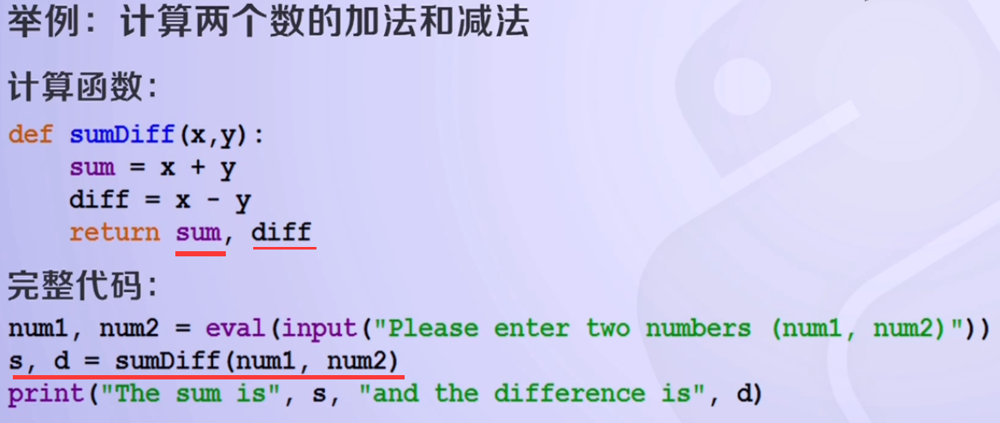 举例：计算两个数的加法和减法
计算函数：
def sumDiff(x,y):
    sum = x + y
    diff = x - y
    return sum, diff
完整代码：
num1, num2 = eval(input("Please enter two numbers (num1, num2)"))
s, d = sumDiff(num1, num2)
print("The sum is", s, "and the difference is", d)